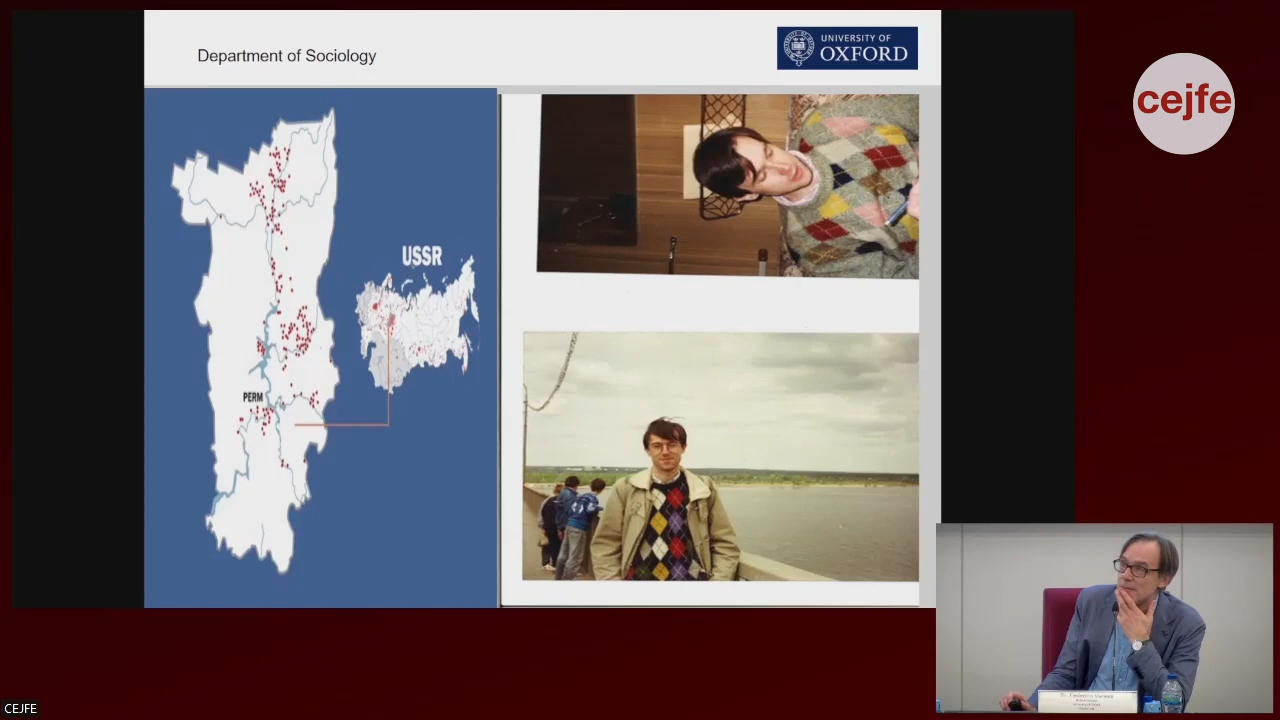 Department of Sociology
UNIVERSITY OF
OXFORD
cejfe
USSR
PERM
CEJFE